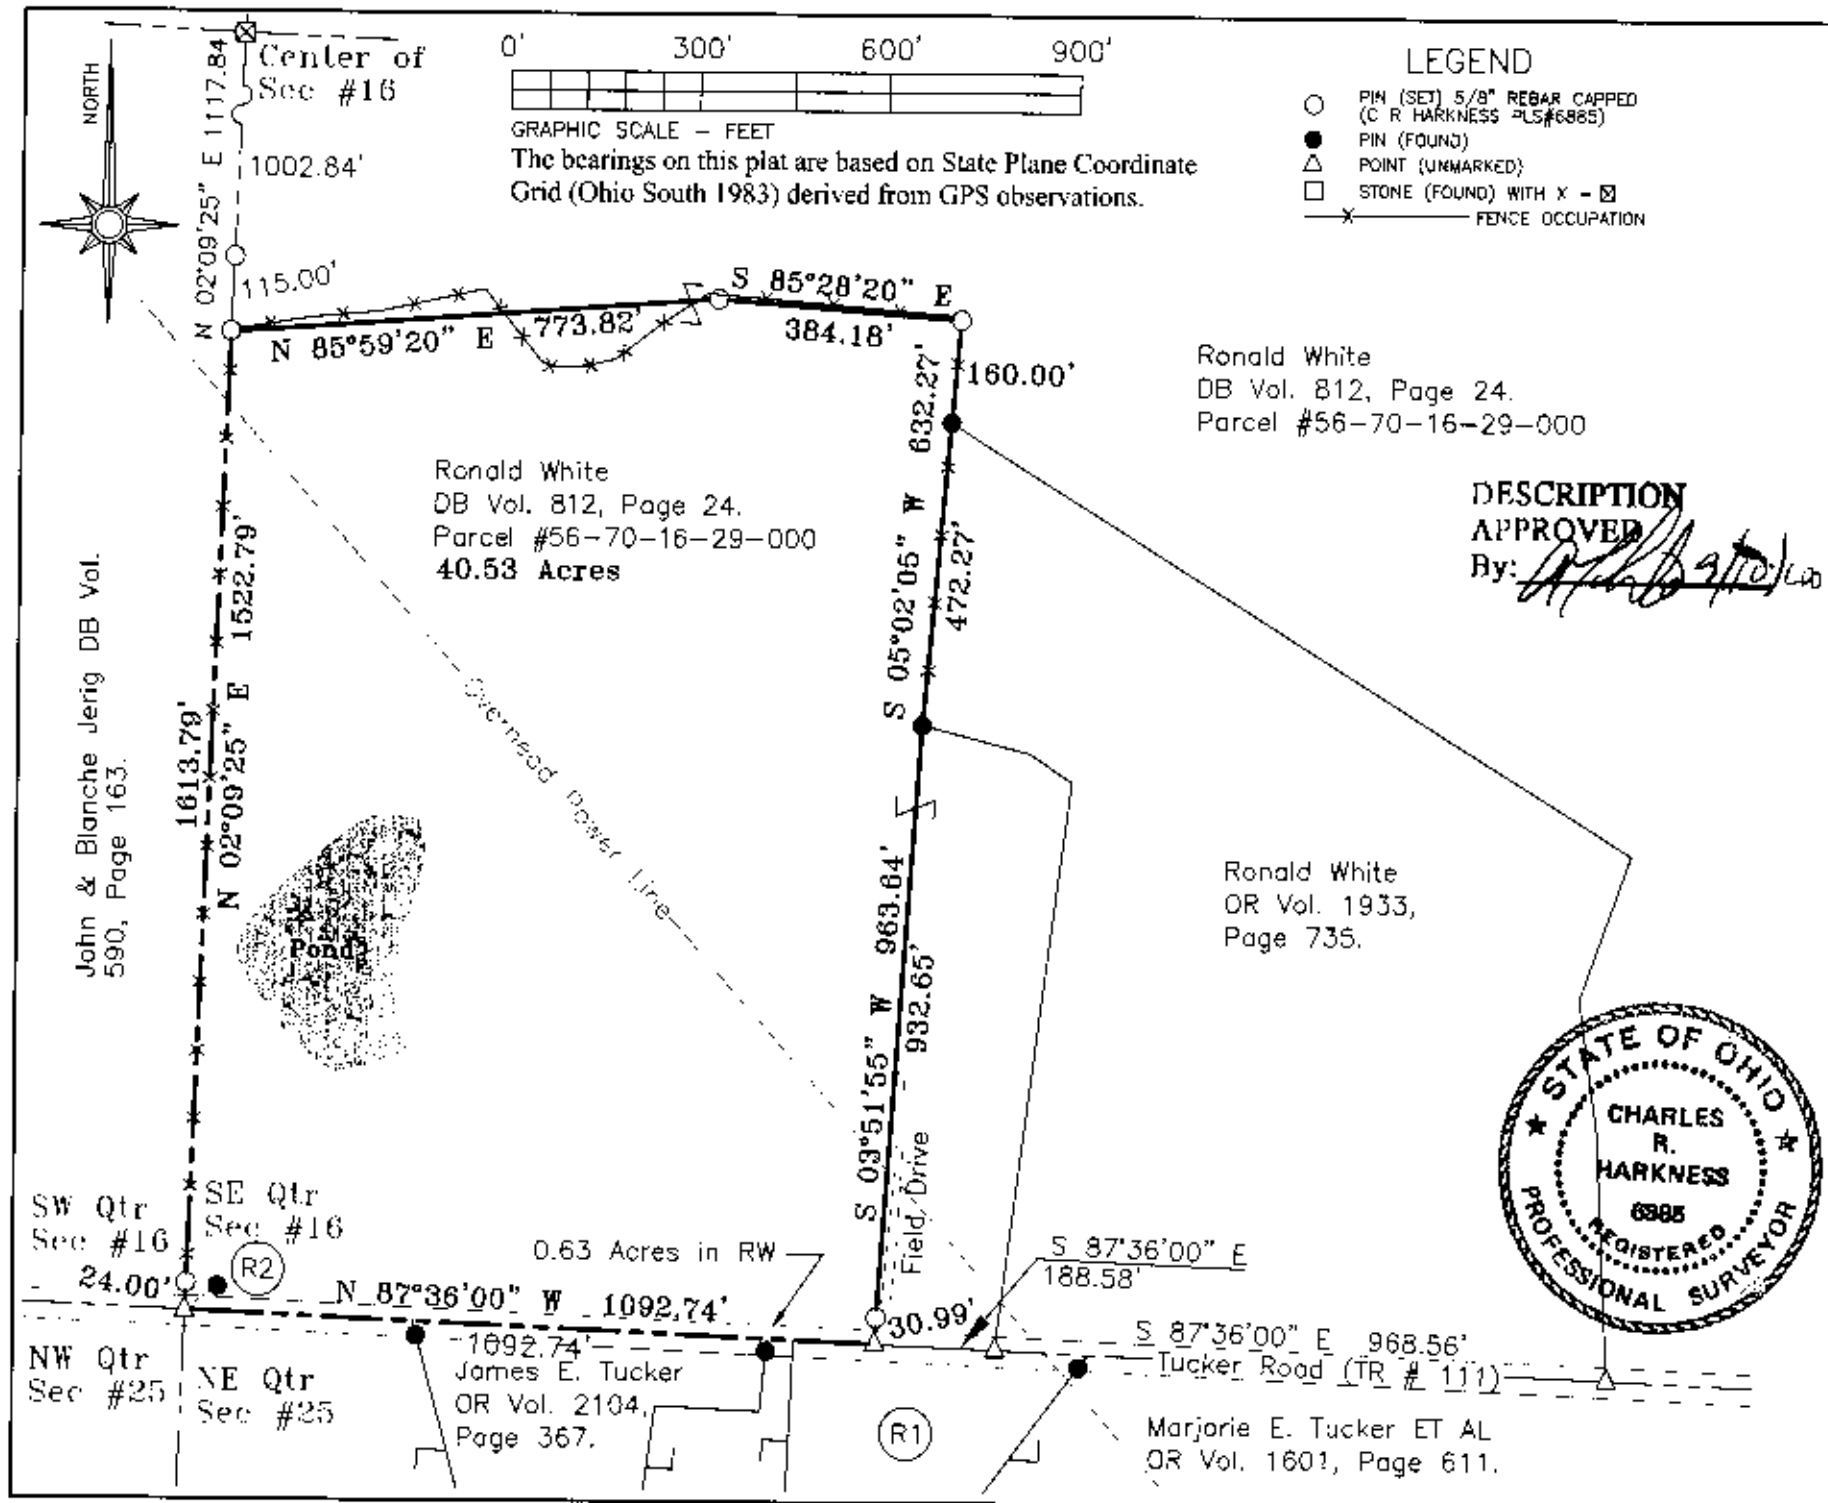 Center of
Sec #16
NORTH
N 02°09'25" E 1117.84
1002.84'
115.00'
0' 300' 600' 900'
GRAPHIC SCALE - FEET
The bearings on this plat are based on State Plane Coordinate
Grid (Ohio South 1983) derived from GPS observations.
LEGEND
PIN (SET) 5/8" REBAR CAPPED
(C R HARKNESS PLS#6885)
PIN (FOUND)
POINT (UNMARKED)
STONE (FOUND) WITH X -
FENCE OCCUPATION
N 85°59'20" E 773.82'
S 85°28'20" E
384.18'
160.00'
S 05°02'05" W 632.27'
472.27'
Ronald White
DB Vol. 812, Page 24.
Parcel #56-70-16-29-000
Ronald White
DB Vol. 812, Page 24.
Parcel #56-70-16-29-000
40.53 Acres
DESCRIPTION
APPROVED
By:
John & Blanche Jerig DB Vol.
590, Page 163.
1613.79'
N 02°09'25" E 1522.79'
Overhead Power Line
Pond
S 03°51'55" W 963.64'
932.65'
Field Drive
Ronald White
OR Vol. 1933,
Page 735.
STATE OF OHIO
CHARLES
R.
HARKNESS
6885
REGISTERED
PROFESSIONAL SURVEYOR
SW Qtr
Sec #16
SE Qtr
Sec #16
R2
24.00'
0.63 Acres in RW
S 87°36'00" E
188.58'
N 87°36'00" W 1092.74'
1092.74'
30.99'
S 87°36'00" E 968.56'
Tucker Road (TR # 111)
NW Qtr
Sec #25
NE Qtr
Sec #25
James E. Tucker
OR Vol. 2104,
Page 367.
R1
Marjorie E. Tucker ET AL
OR Vol. 1601, Page 611.